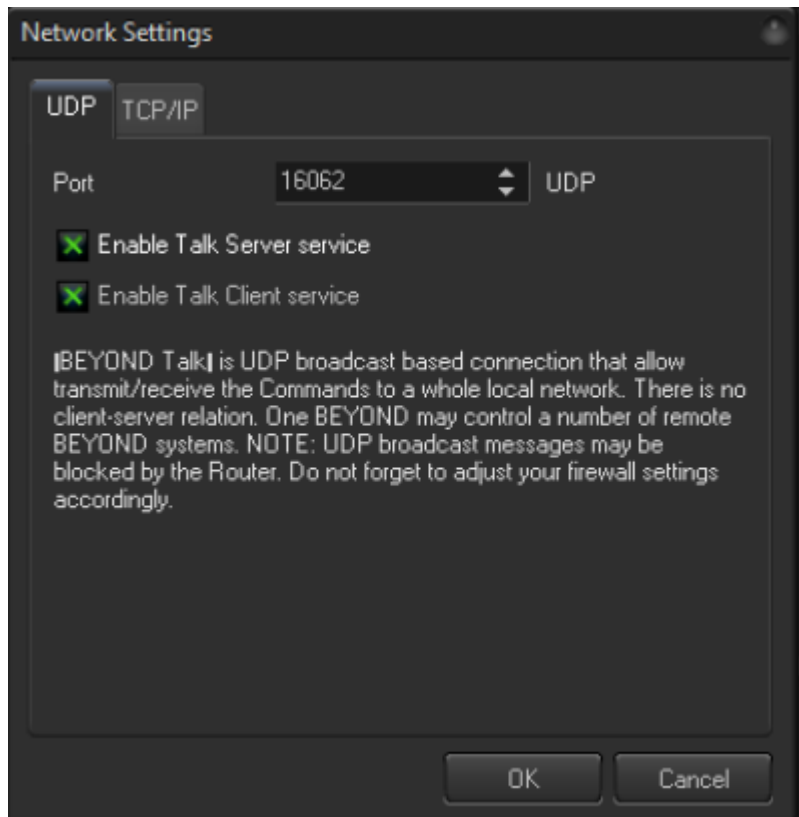 Network Settings
UDP TCP/IP
Port 16062 UDP
Enable Talk Server service
Enable Talk Client service
|BEYOND Talk| is UDP broadcast based connection that allow
transmit/receive the Commands to a whole local network. There is no
client-server relation. One BEYOND may control a number of remote
BEYOND systems. NOTE: UDP broadcast messages may be
blocked by the Router. Do not forget to adjust your firewall settings
accordingly.
OK Cancel